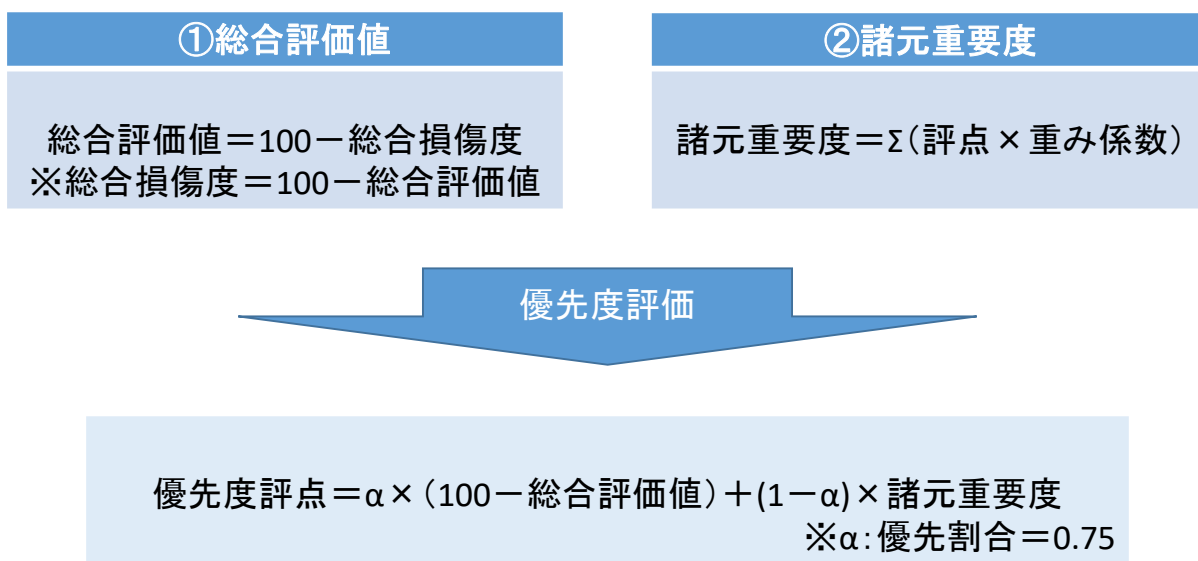 ①総合評価値
総合評価値＝100－総合損傷度
※総合損傷度＝100－総合評価値
②諸元重要度
諸元重要度＝Σ（評点×重み係数）
優先度評価
優先度評点＝α×（100－総合評価値）＋(1－α)×諸元重要度
※α：優先割合＝0.75